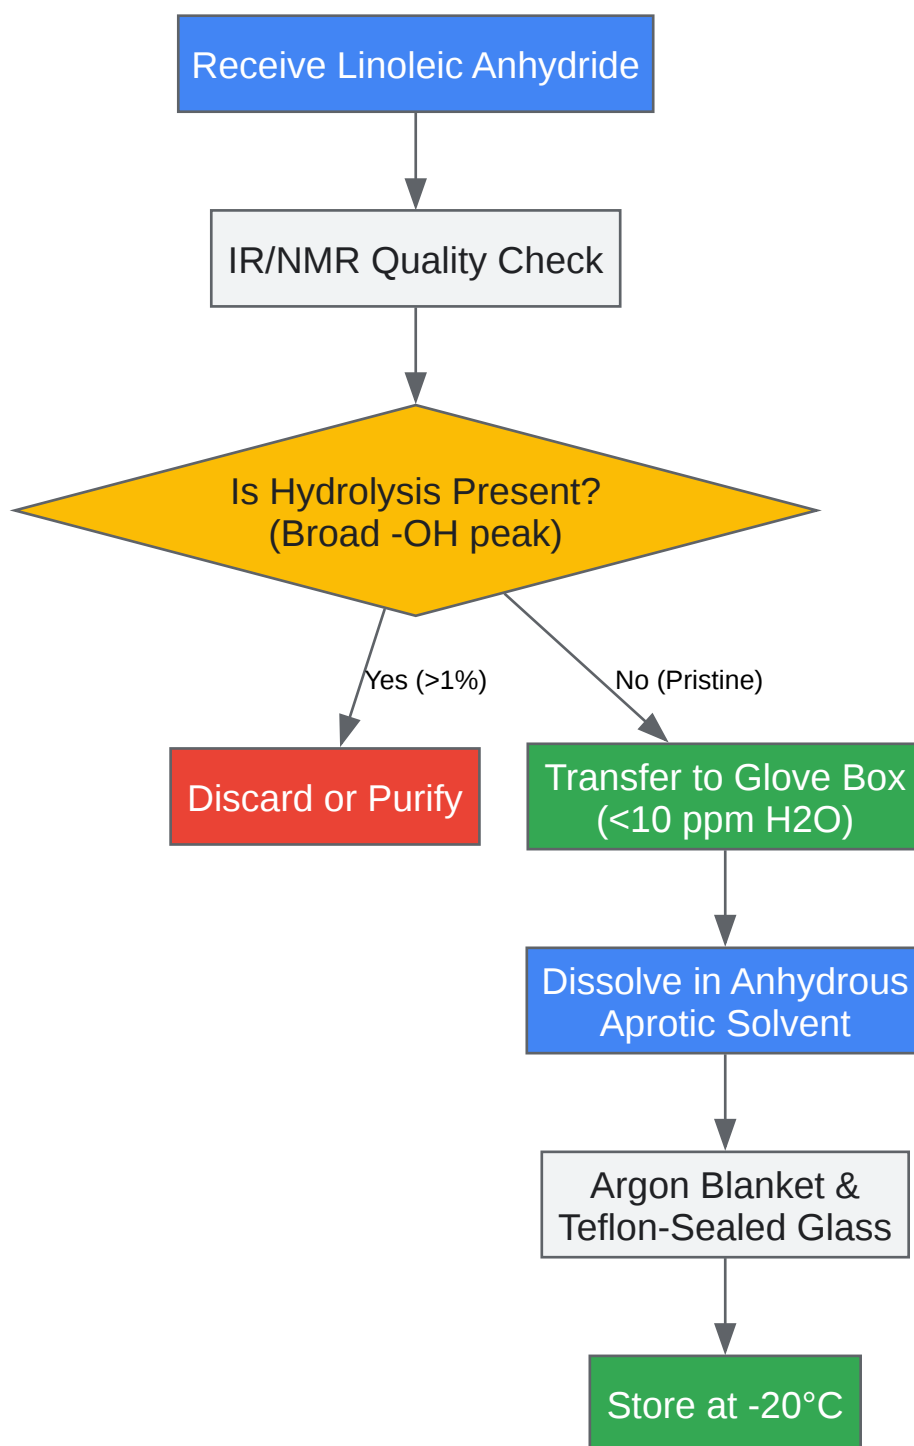 Receive Linoleic Anhydride
IR/NMR Quality Check
Is Hydrolysis Present?
(Broad -OH peak)
Yes (>1%)
No (Pristine)
Discard or Purify
Transfer to Glove Box
(<10 ppm H2O)
Dissolve in Anhydrous
Aprotic Solvent
Argon Blanket &
Teflon-Sealed Glass
Store at -20°C